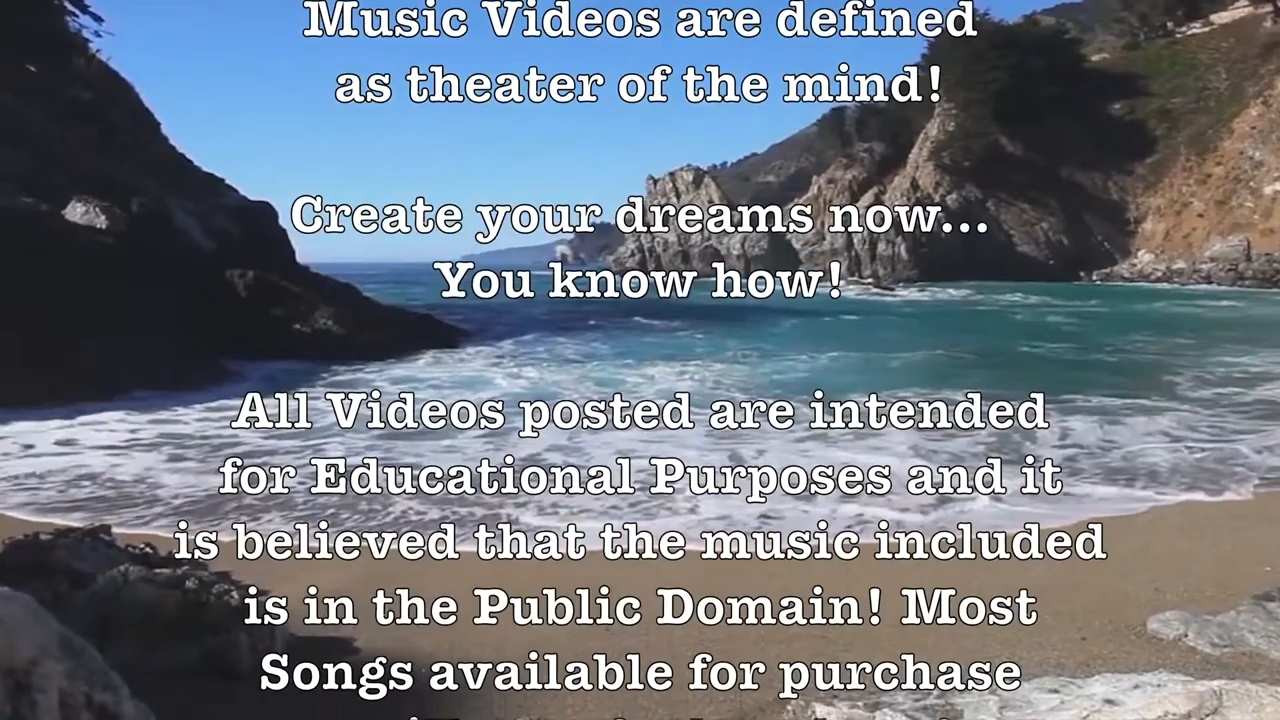 Music Videos are defined
as theater of the mind!
Create your dreams now...
You know how!
All Videos posted are intended
for Educational Purposes and it
is believed that the music included
is in the Public Domain! Most
Songs available for purchase